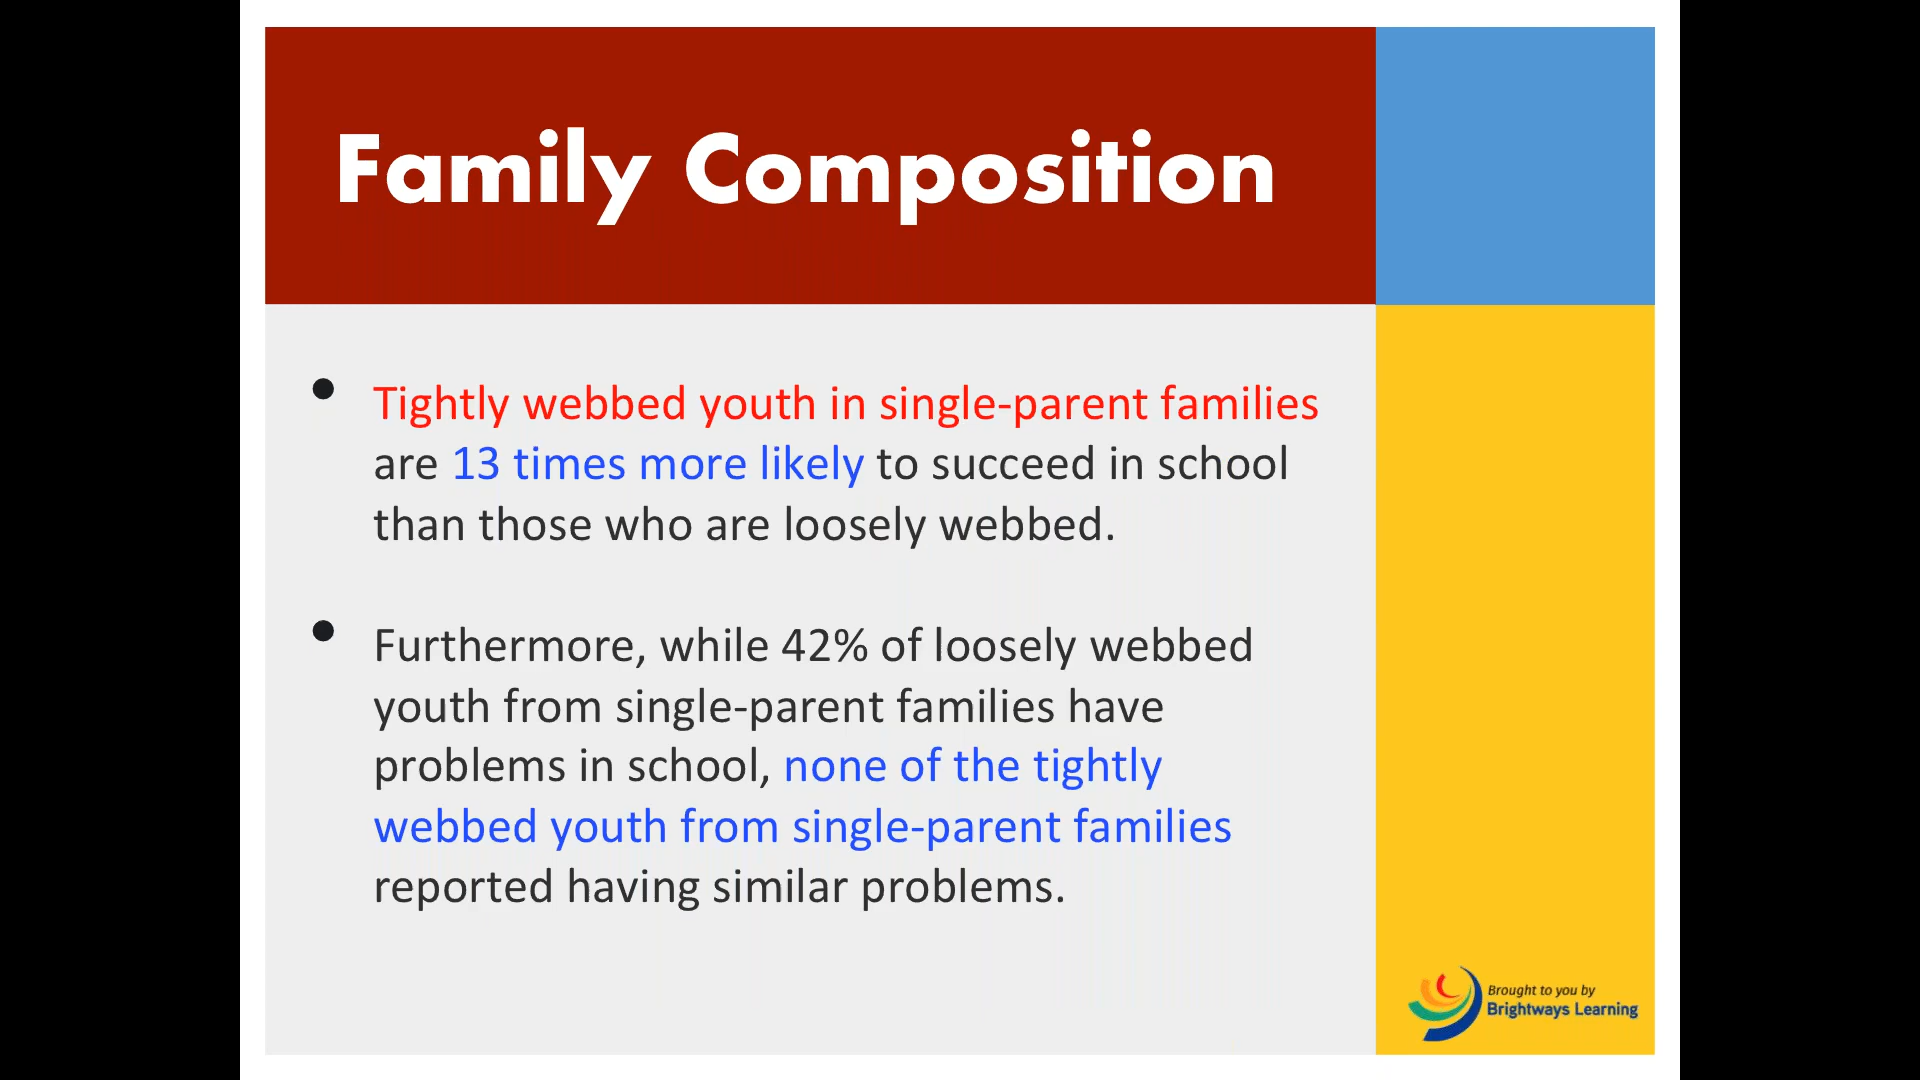 Family Composition
• Tightly webbed youth in single-parent families
are 13 times more likely to succeed in school
than those who are loosely webbed.
• Furthermore, while 42% of loosely webbed
youth from single-parent families have
problems in school, none of the tightly
webbed youth from single-parent families
reported having similar problems.
Brought to you by
Brightways Learning